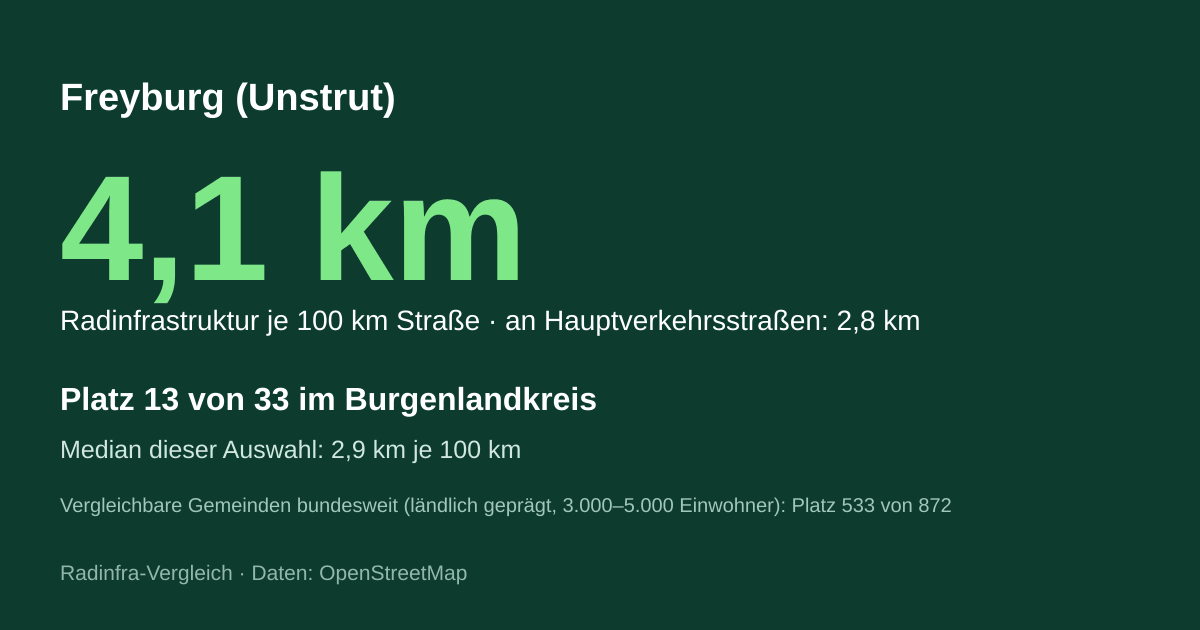 Freyburg (Unstrut)
4,1 km
Radinfrastruktur je 100 km Straße · an Hauptverkehrsstraßen: 2,8 km
Platz 13 von 33 im Burgenlandkreis
Median dieser Auswahl: 2,9 km je 100 km
Vergleichbare Gemeinden bundesweit (ländlich geprägt, 3.000–5.000 Einwohner): Platz 533 von 872
Radinfra-Vergleich · Daten: OpenStreetMap